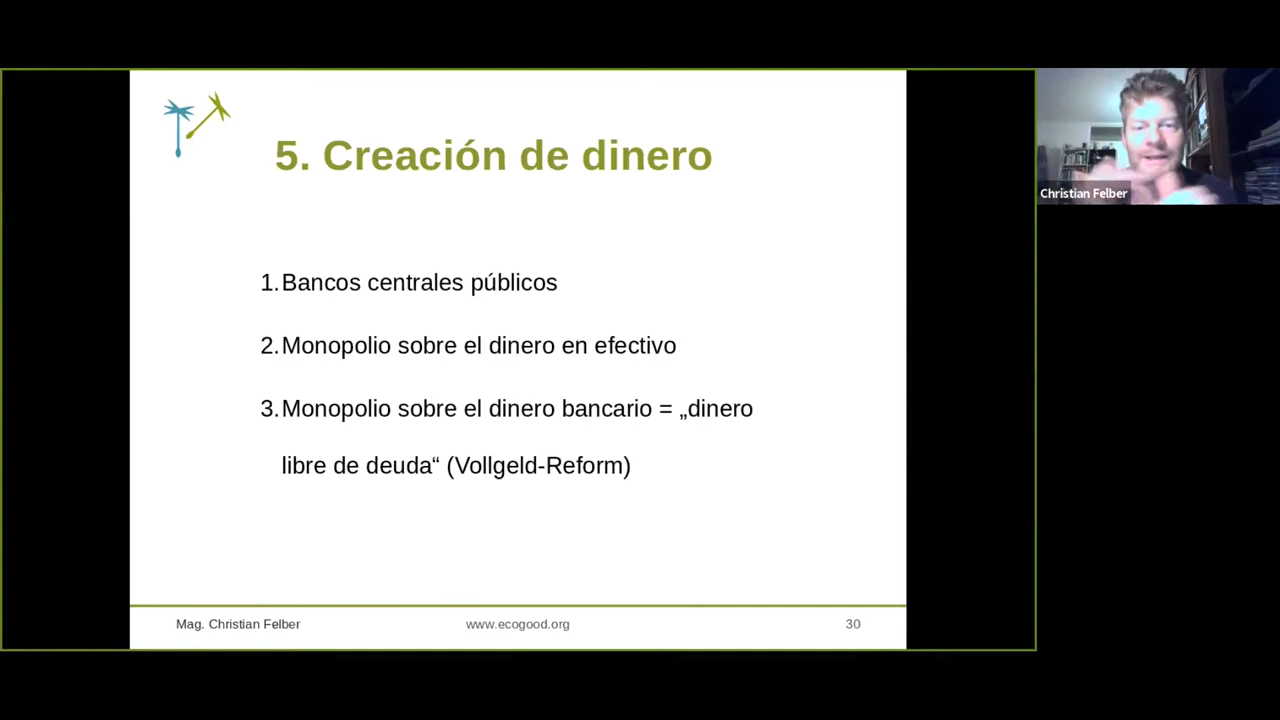 5. Creación de dinero
Christian Felber
1. Bancos centrales públicos
2. Monopolio sobre el dinero en efectivo
3. Monopolio sobre el dinero bancario = „dinero
libre de deuda“ (Vollgeld-Reform)
Mag. Christian Felber
www.ecogood.org
30